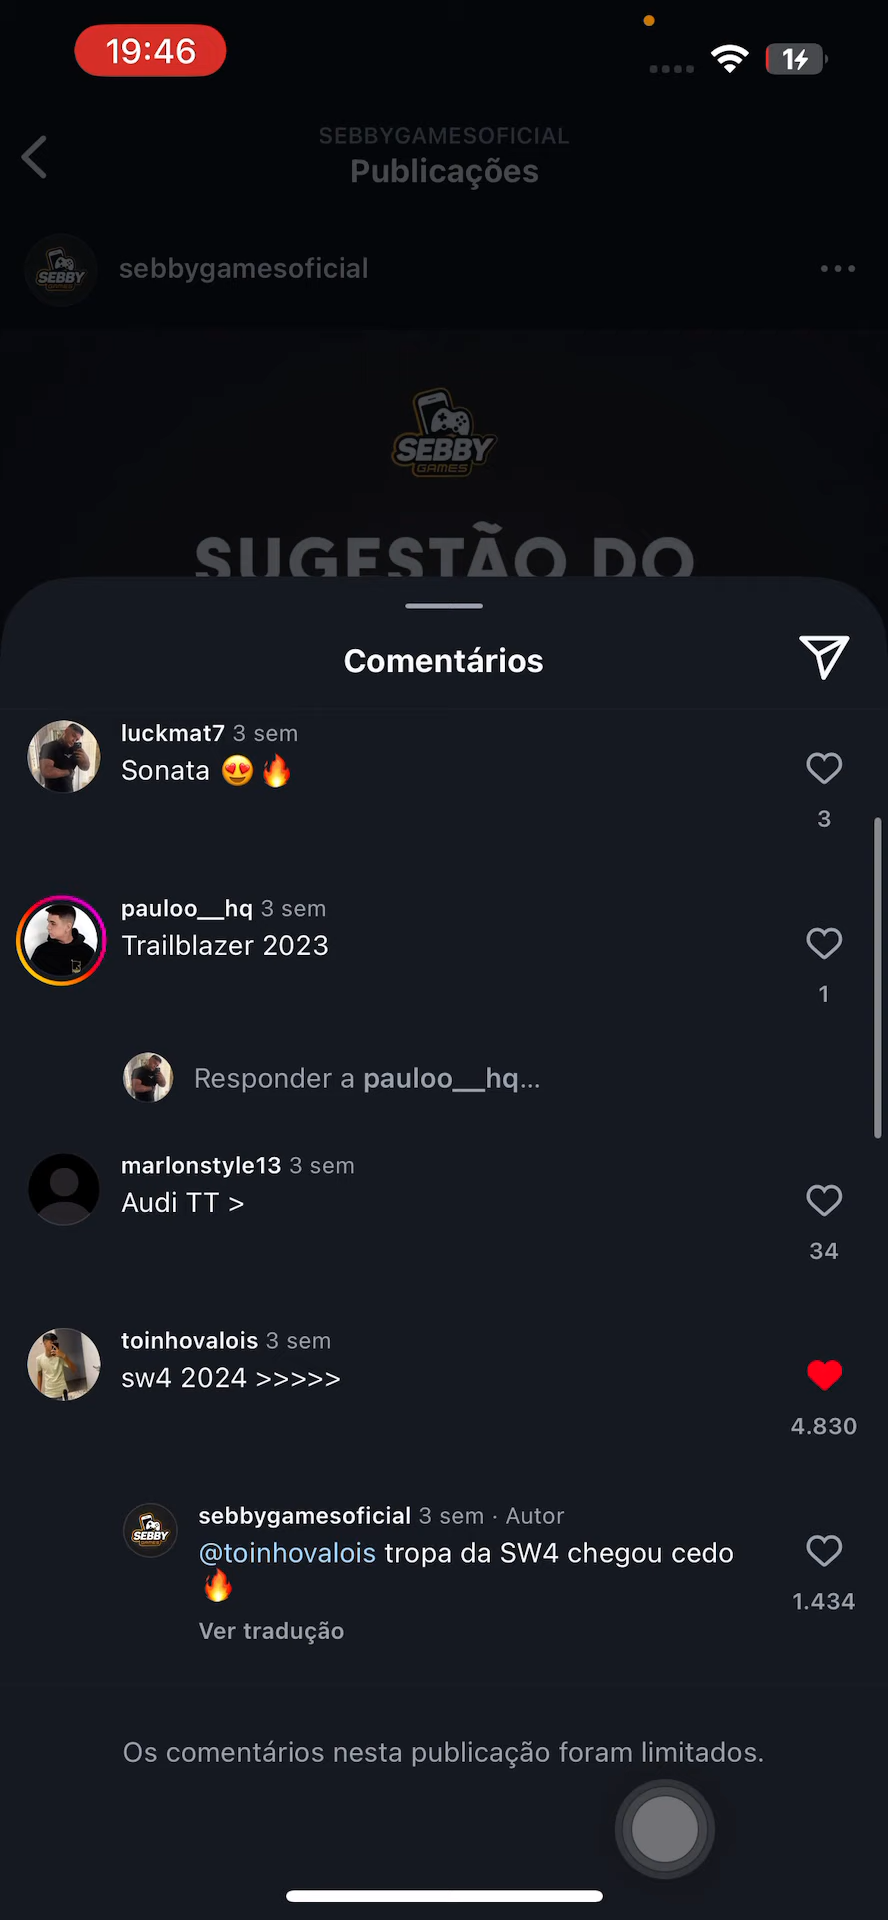 19:46
1
SEBBYGAMESOFICIAL
Publicações
SEBBY
GAMES
sebbygamesoficial
SEBBY
GAMES
SUGESTÃO DO
Comentários
luckmat7 3 sem
Sonata 😍🔥
3
pauloo__hq 3 sem
Trailblazer 2023
1
Responder a pauloo__hq...
marlonstyle13 3 sem
Audi TT >
34
toinhovalois 3 sem
sw4 2024 >>>>>
4.830
SEBBY
GAMES
sebbygamesoficial 3 sem · Autor
@toinhovalois tropa da SW4 chegou cedo
🔥
1.434
Ver tradução
Os comentários nesta publicação foram limitados.